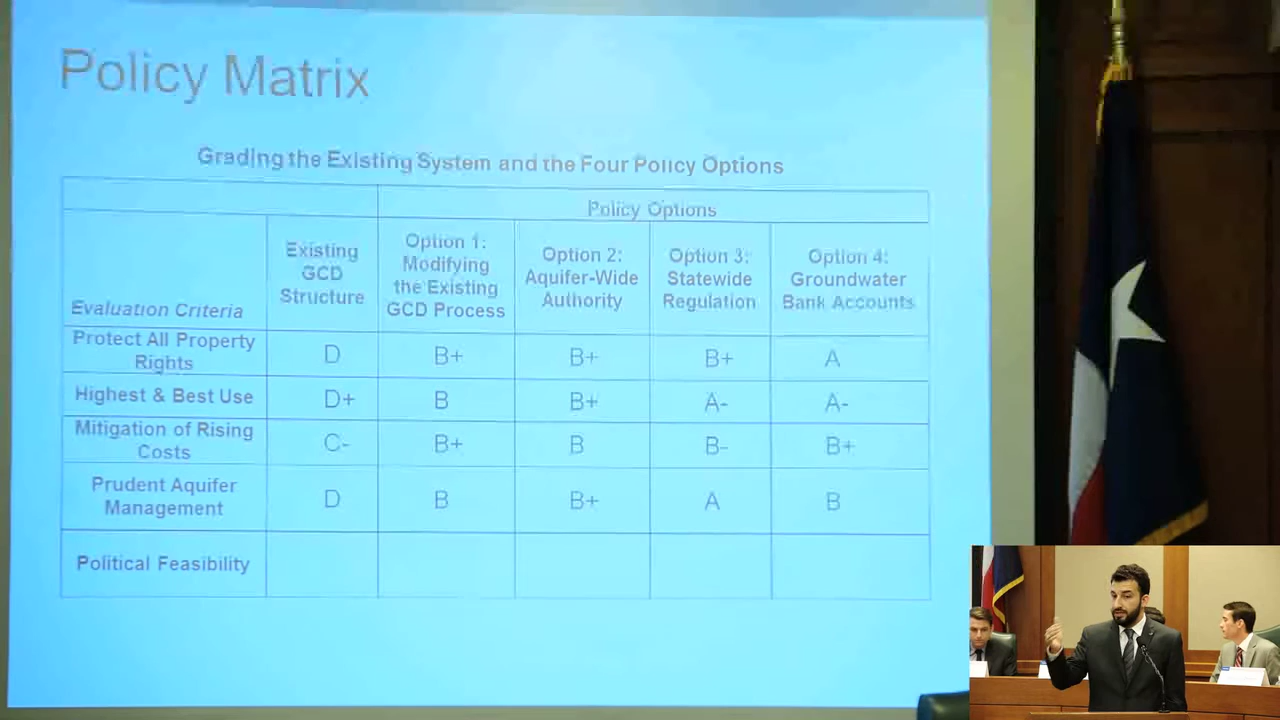 Policy Matrix
Grading the Existing System and the Four Policy Options
Policy Options
Evaluation Criteria
Existing
GCD
Structure
Option 1:
Modifying
the Existing
GCD Process
Option 2:
Aquifer-Wide
Authority
Option 3:
Statewide
Regulation
Option 4:
Groundwater
Bank Accounts
Protect All Property
Rights
D
B+
B+
B+
A
Highest & Best Use
D+
B
B+
A-
A-
Mitigation of Rising
Costs
C-
B+
B
B-
B+
Prudent Aquifer
Management
D
B
B+
A
B
Political Feasibility